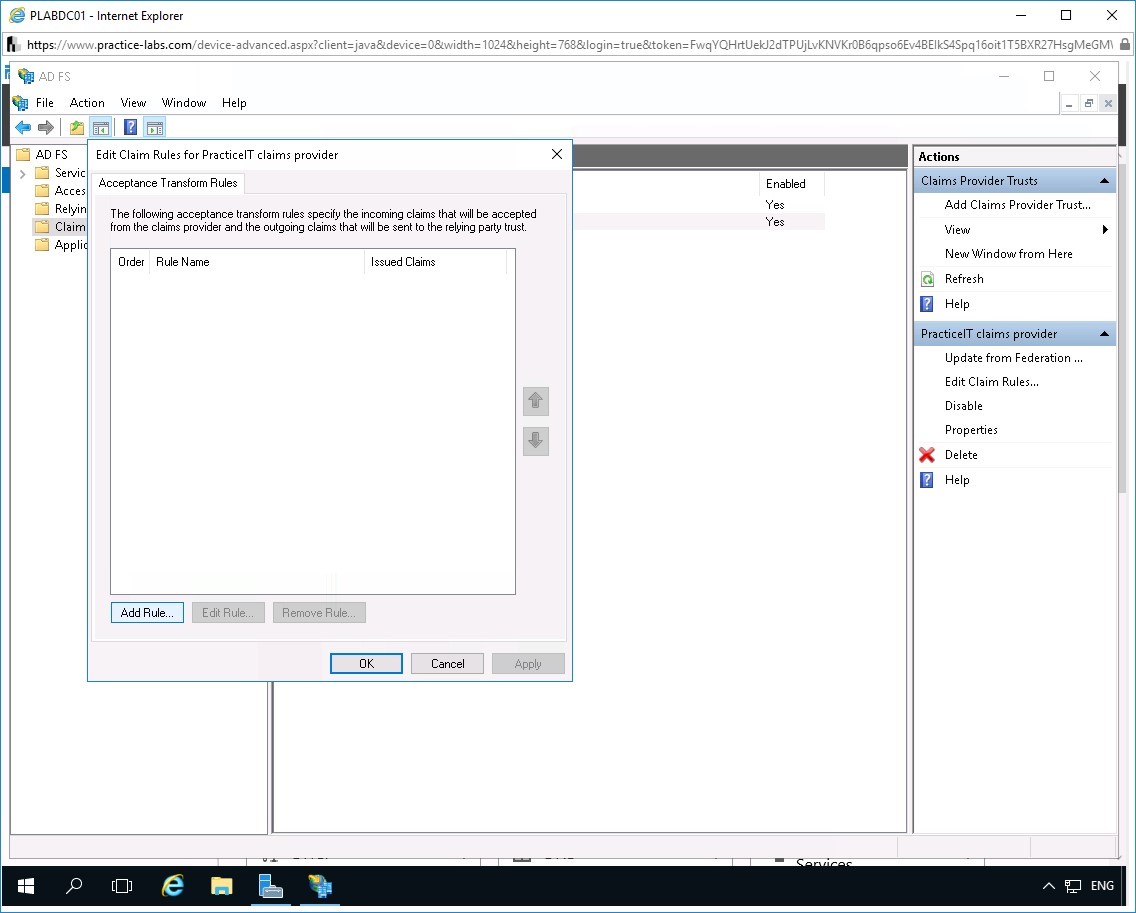 PLABDC01 - Internet Explorer
https://www.practice-labs.com/device-advanced.aspx?client=java&device=0&width=1024&height=768&login=true&token=FwqYQHrtUekJ2dTPUjLvKNVKr0B6qpso6Ev4BEIkS4Spq16oit1T5BXR27HsgMeGM
AD FS
File Action View Window Help
AD FS
Servic
Acces
Relyin
Claim
Applic
Edit Claim Rules for PracticeIT claims provider
Acceptance Transform Rules
The following acceptance transform rules specify the incoming claims that will be accepted
from the claims provider and the outgoing claims that will be sent to the relying party trust.
Order Rule Name Issued Claims
Add Rule... Edit Rule... Remove Rule...
OK Cancel Apply
Enabled
Yes
Yes
Actions
Claims Provider Trusts
Add Claims Provider Trust...
View
New Window from Here
Refresh
Help
PracticeIT claims provider
Update from Federation ...
Edit Claim Rules...
Disable
Properties
Delete
Help
Services
ENG